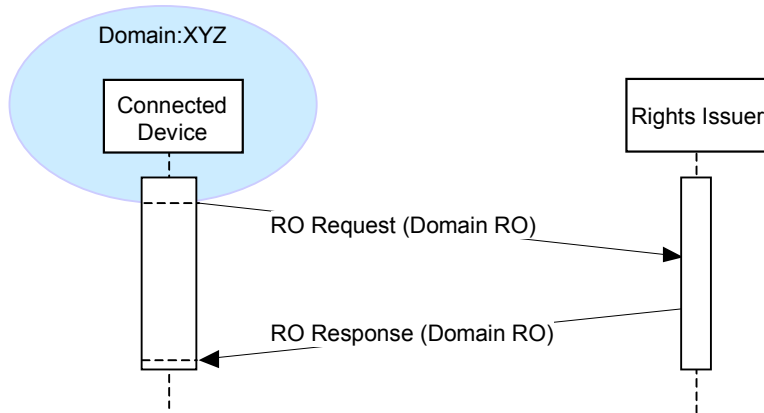 Domain:XYZ
Connected
Device
Rights Issuer
RO Request (Domain RO)
RO Response (Domain RO)